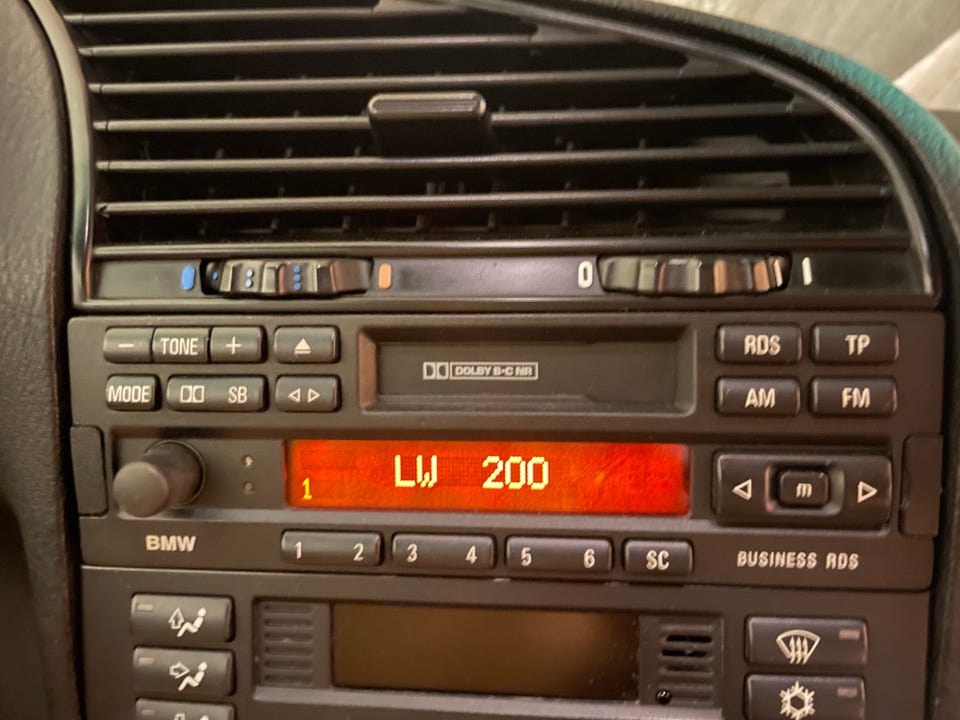 0 I
− TONE +
RDS TP
DOLBY B-C NR
MODE SB
AM FM
LW 200
1
m
BMW
1 2 3 4 5 6 SC
BUSINESS RDS